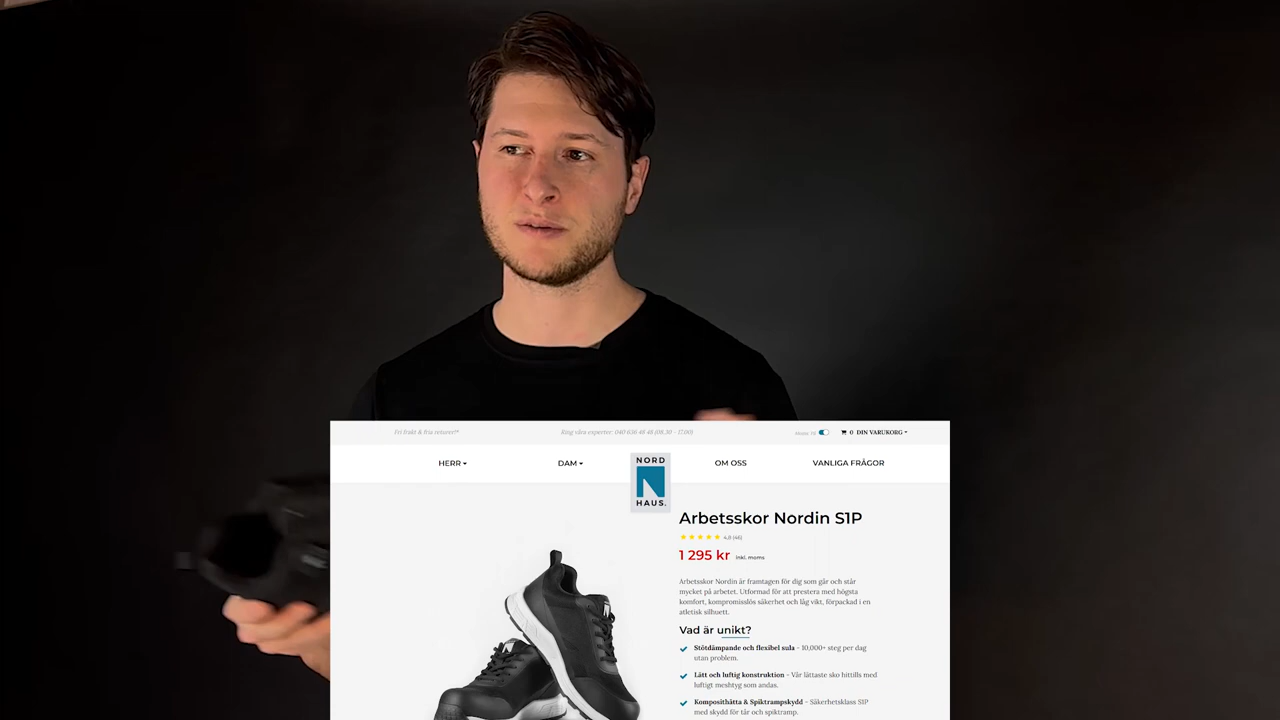 Fri frakt & fria returer!*
Ring våra experter: 040 636 48 48 (08.30 - 17.00)
0 DIN VARUKORG
HERR
DAM
NORD
HAUS.
OM OSS
VANLIGA FRÅGOR
Arbetsskor Nordin S1P
4,8 (46)
1 295 kr inkl. moms
Arbetsskor Nordin är framtagen för dig som går och står
mycket på arbetet. Utformad för att prestera med högsta
komfort, kompromisslös säkerhet och låg vikt, förpackad i en
atletisk silhuett.
Vad är unikt?
Stötdämpande och flexibel sula - 10,000+ steg per dag
utan problem.
Lätt och luftig konstruktion - Vår lättaste sko hittills med
luftigt meshtyg som andas.
Komposithätta & Spiktrampskydd - Säkerhetsklass S1P
med skydd för tår och spiktramp.